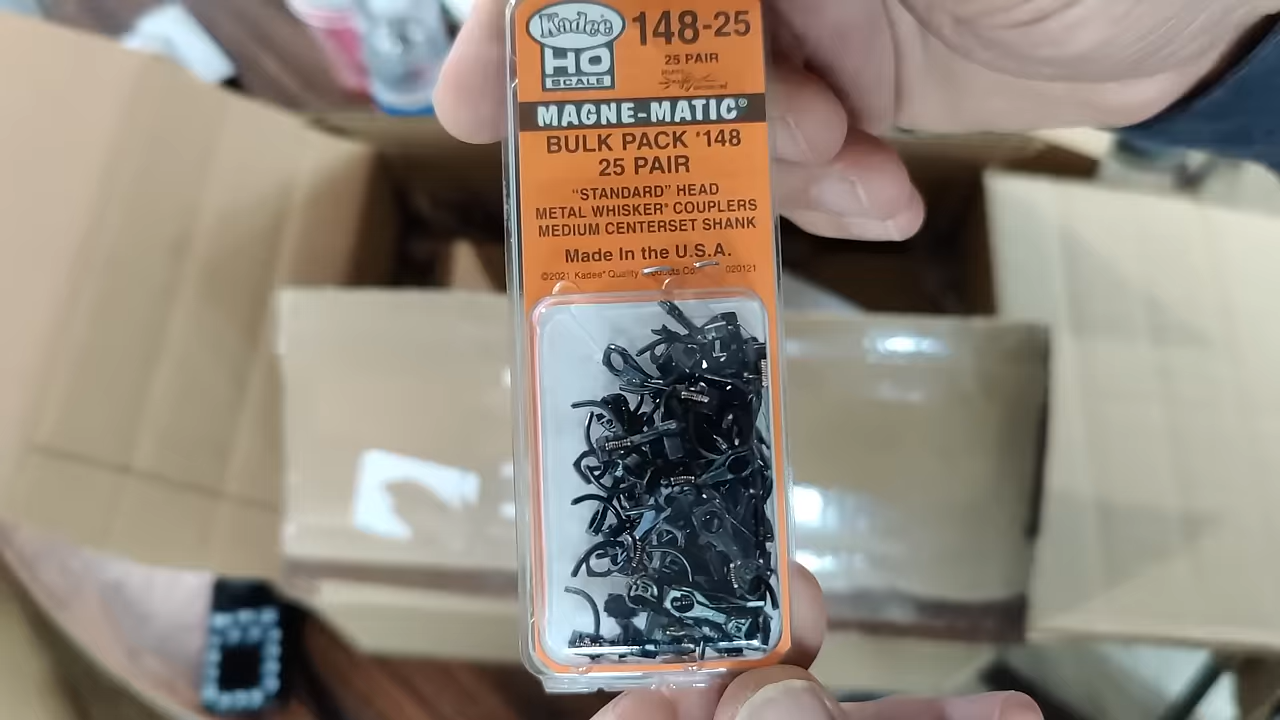 Kadee
148-25
HO
SCALE
25 PAIR
MAGNE-MATIC®
BULK PACK #148
25 PAIR
"STANDARD" HEAD
METAL WHISKER® COUPLERS
MEDIUM CENTERSET SHANK
Made In the U.S.A.
©2021 Kadee® Quality Co. 020121